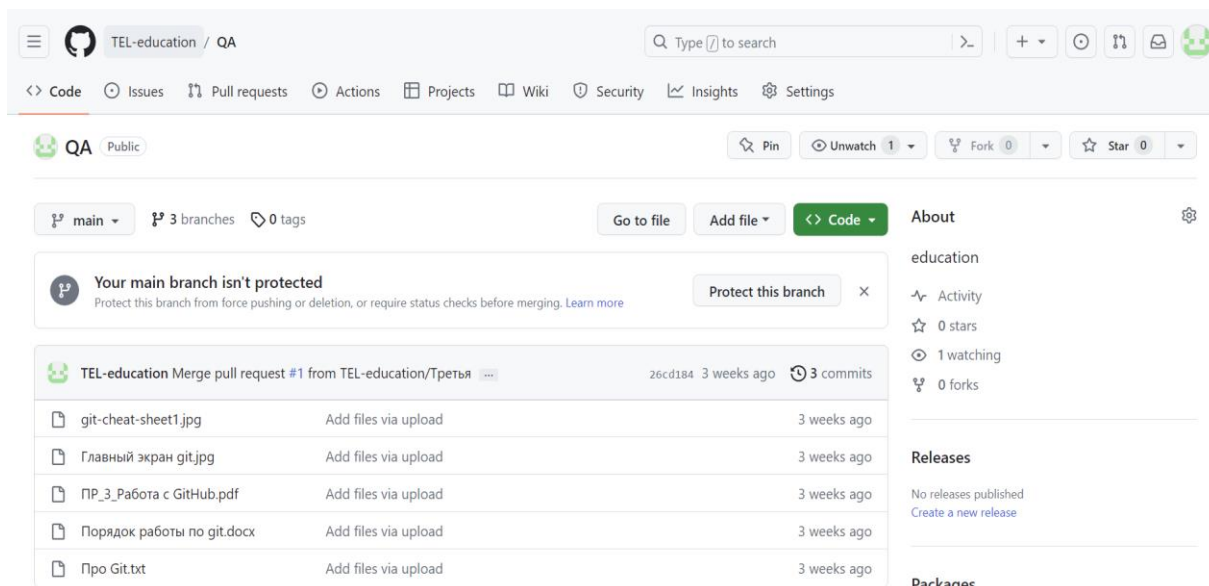 TEL-education / QA
Type / to search
Code Issues Pull requests Actions Projects Wiki Security Insights Settings
QA Public
Pin Unwatch 1 Fork 0 Star 0
main 3 branches 0 tags
Go to file Add file Code
Your main branch isn't protected
Protect this branch from force pushing or deletion, or require status checks before merging. Learn more
Protect this branch
TEL-education Merge pull request #1 from TEL-education/Третья ... 26cd184 3 weeks ago 3 commits
git-cheat-sheet1.jpg Add files via upload 3 weeks ago
Главный экран git.jpg Add files via upload 3 weeks ago
ПР_3_Работа с GitHub.pdf Add files via upload 3 weeks ago
Порядок работы по git.docx Add files via upload 3 weeks ago
Про Git.txt Add files via upload 3 weeks ago
About
education
Activity
0 stars
1 watching
0 forks
Releases
No releases published
Create a new release
Packages